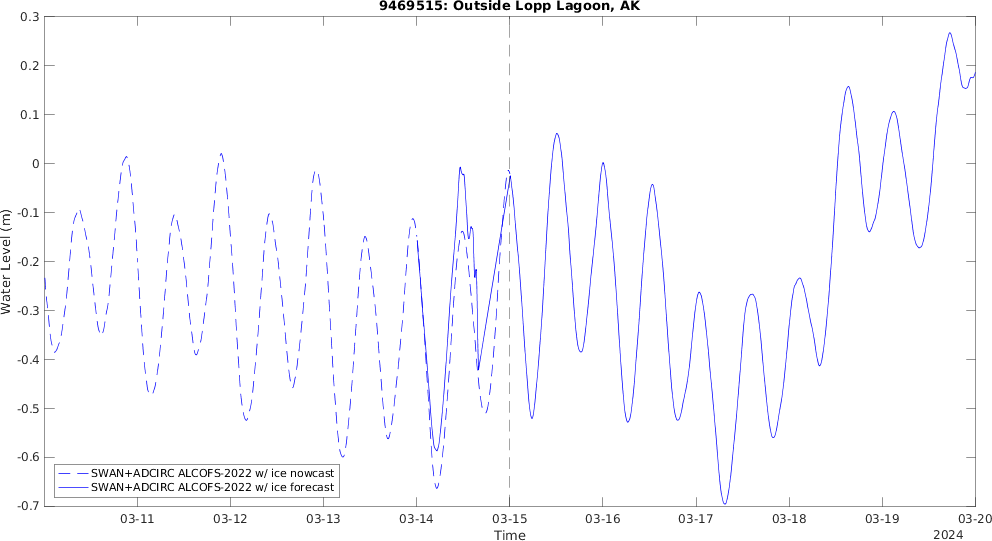 9469515: Outside Lopp Lagoon, AK
0.3
0.2
0.1
0
-0.1
-0.2
-0.3
-0.4
-0.5
-0.6
-0.7
Water Level (m)
SWAN+ADCIRC ALCOFS-2022 w/ ice nowcast
SWAN+ADCIRC ALCOFS-2022 w/ ice forecast
03-11 03-12 03-13 03-14 03-15 03-16 03-17 03-18 03-19 03-20
Time
2024